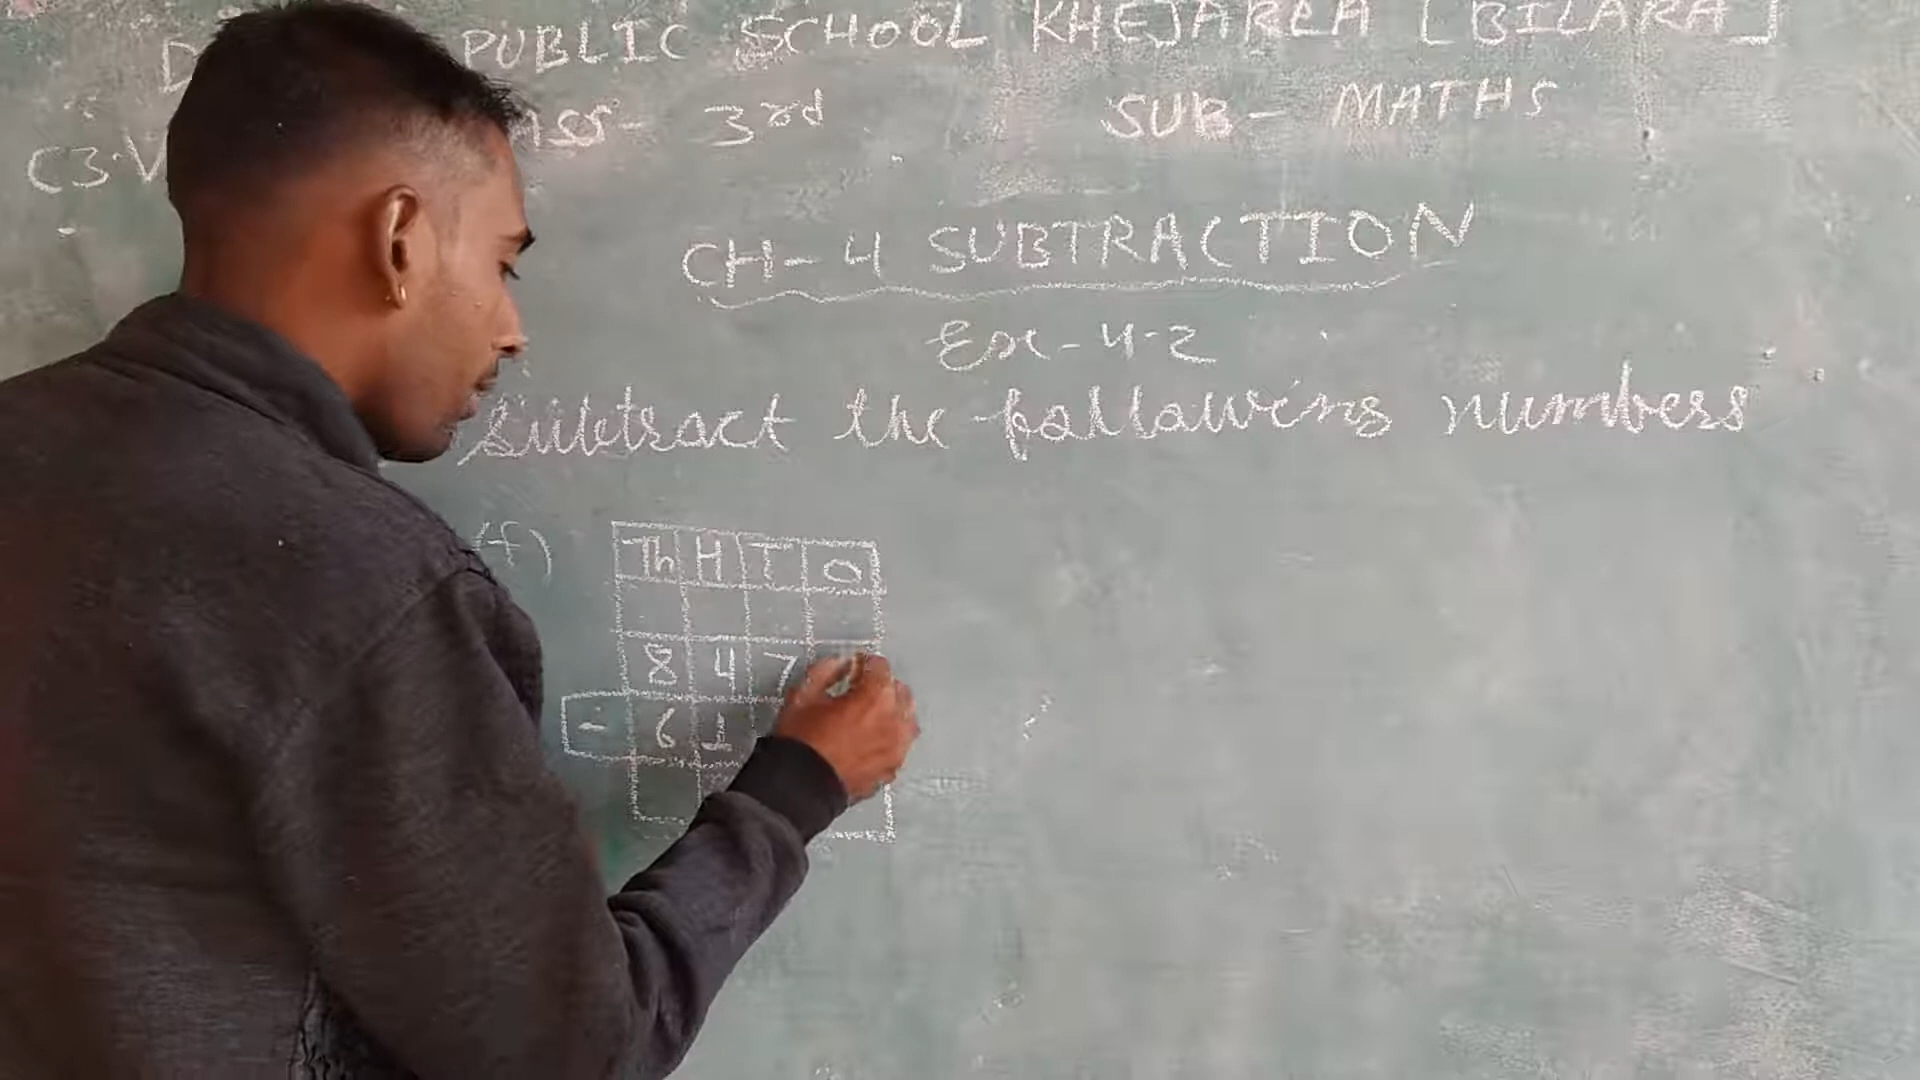 PUBLIC SCHOOL KHEJARLA [BILARA]
3rd SUB- MATHS
CH-4 SUBTRACTION
Ex-4.2
Subtract the following numbers
(f)
Th H T O
8 4 7
- 6 1